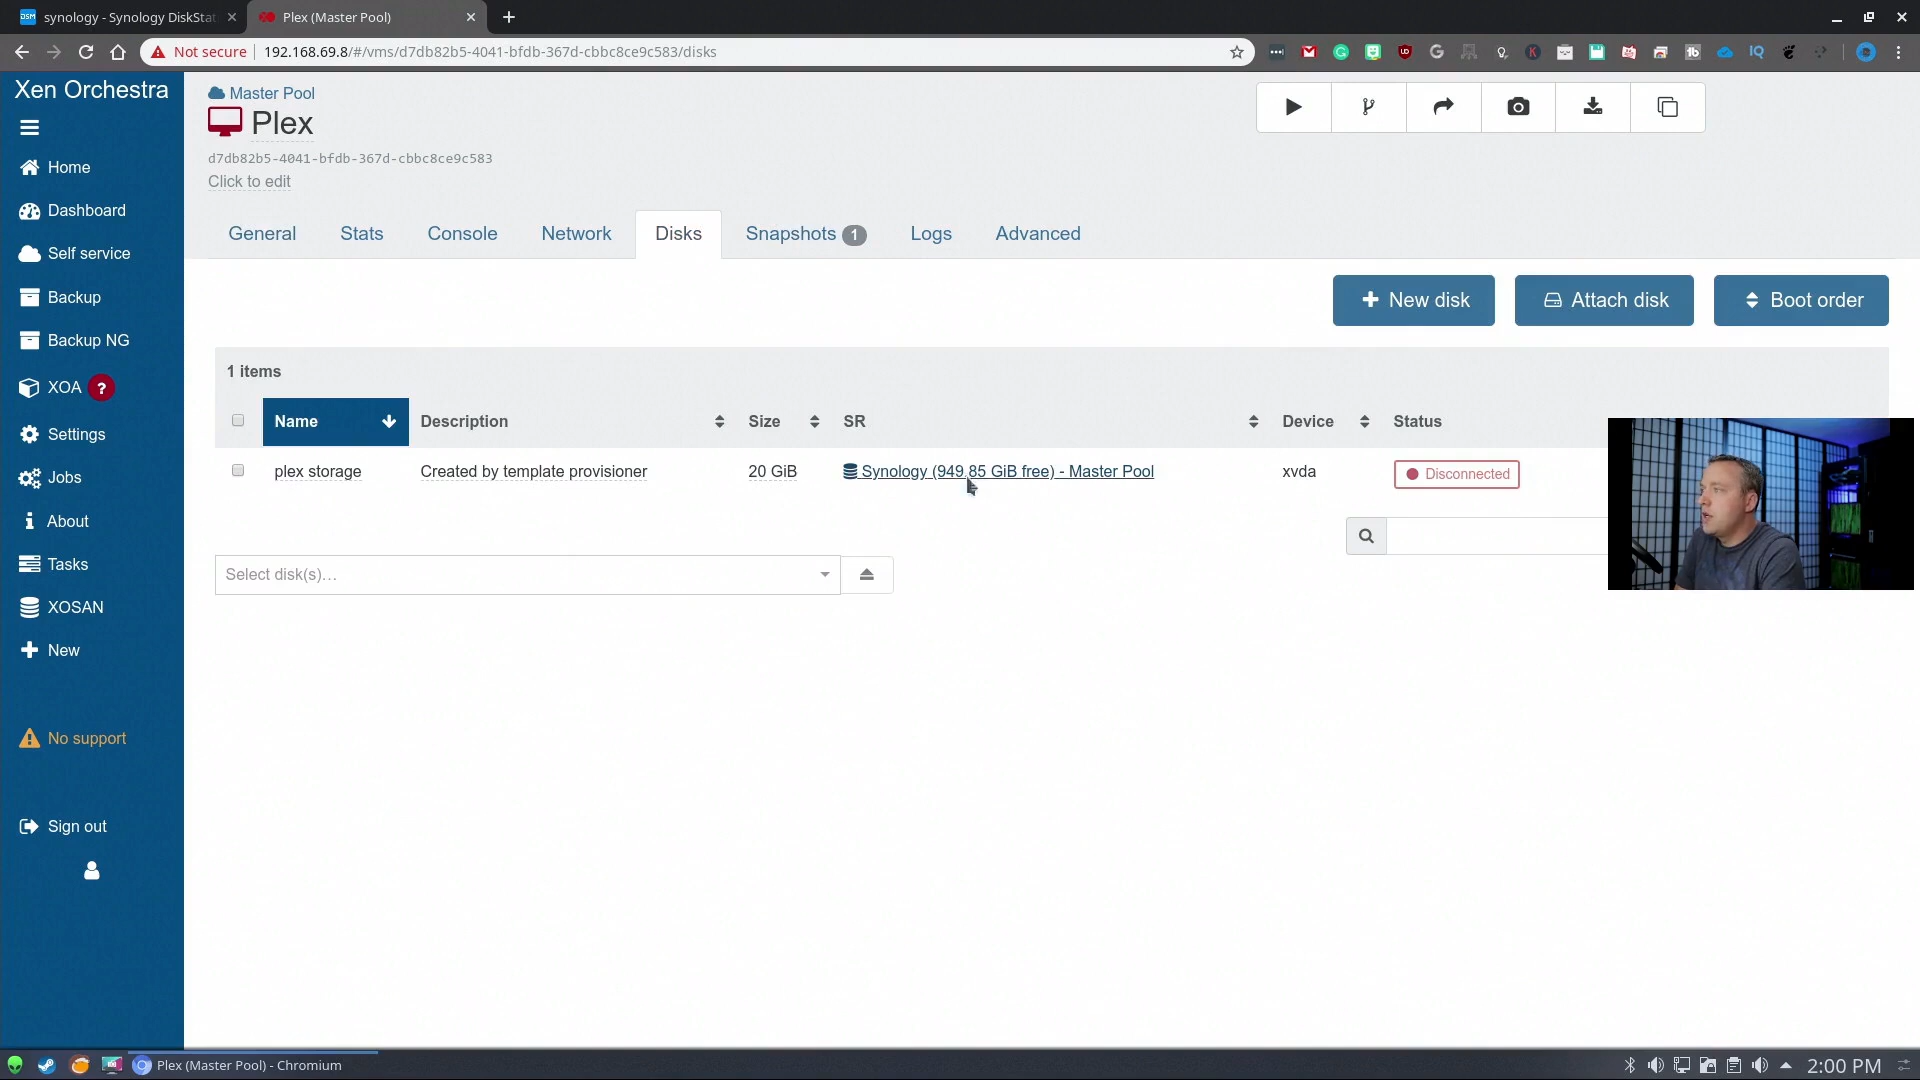 synology - Synology DiskStat
Plex (Master Pool)
Not secure
192.168.69.8/#/vms/d7db82b5-4041-bfdb-367d-cbbc8ce9c583/disks
Xen Orchestra
Home
Dashboard
Self service
Backup
Backup NG
XOA ?
Settings
Jobs
About
Tasks
XOSAN
New
No support
Sign out
Master Pool
Plex
d7db82b5-4041-bfdb-367d-cbbc8ce9c583
Click to edit
General Stats Console Network Disks Snapshots 1 Logs Advanced
New disk Attach disk Boot order
1 items
Name Description Size SR Device Status
plex storage Created by template provisioner 20 GiB Synology (949.85 GiB free) - Master Pool xvda Disconnected
Select disk(s)...
Plex (Master Pool) - Chromium
2:00 PM